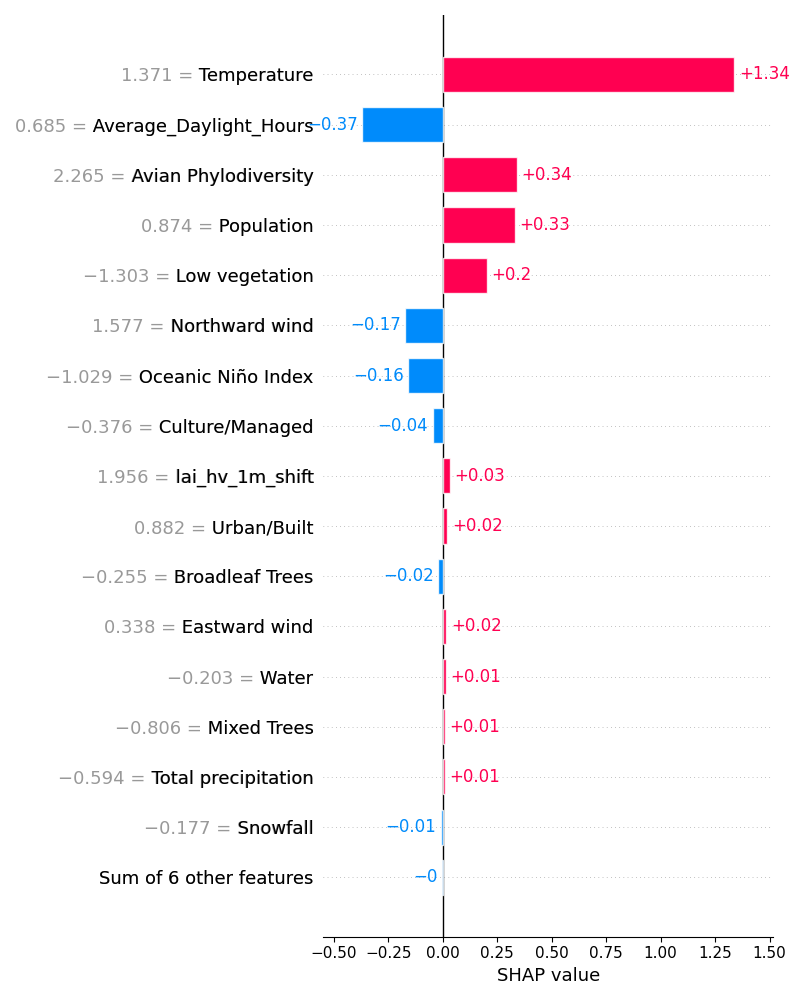 1.371 = Temperature +1.34
0.685 = Average_Daylight_Hours −0.37
2.265 = Avian Phylodiversity +0.34
0.874 = Population +0.33
−1.303 = Low vegetation +0.2
1.577 = Northward wind −0.17
−1.029 = Oceanic Niño Index −0.16
−0.376 = Culture/Managed −0.04
1.956 = lai_hv_1m_shift +0.03
0.882 = Urban/Built +0.02
−0.255 = Broadleaf Trees −0.02
0.338 = Eastward wind +0.02
−0.203 = Water +0.01
−0.806 = Mixed Trees +0.01
−0.594 = Total precipitation +0.01
−0.177 = Snowfall −0.01
Sum of 6 other features −0
−0.50 −0.25 0.00 0.25 0.50 0.75 1.00 1.25 1.50
SHAP value